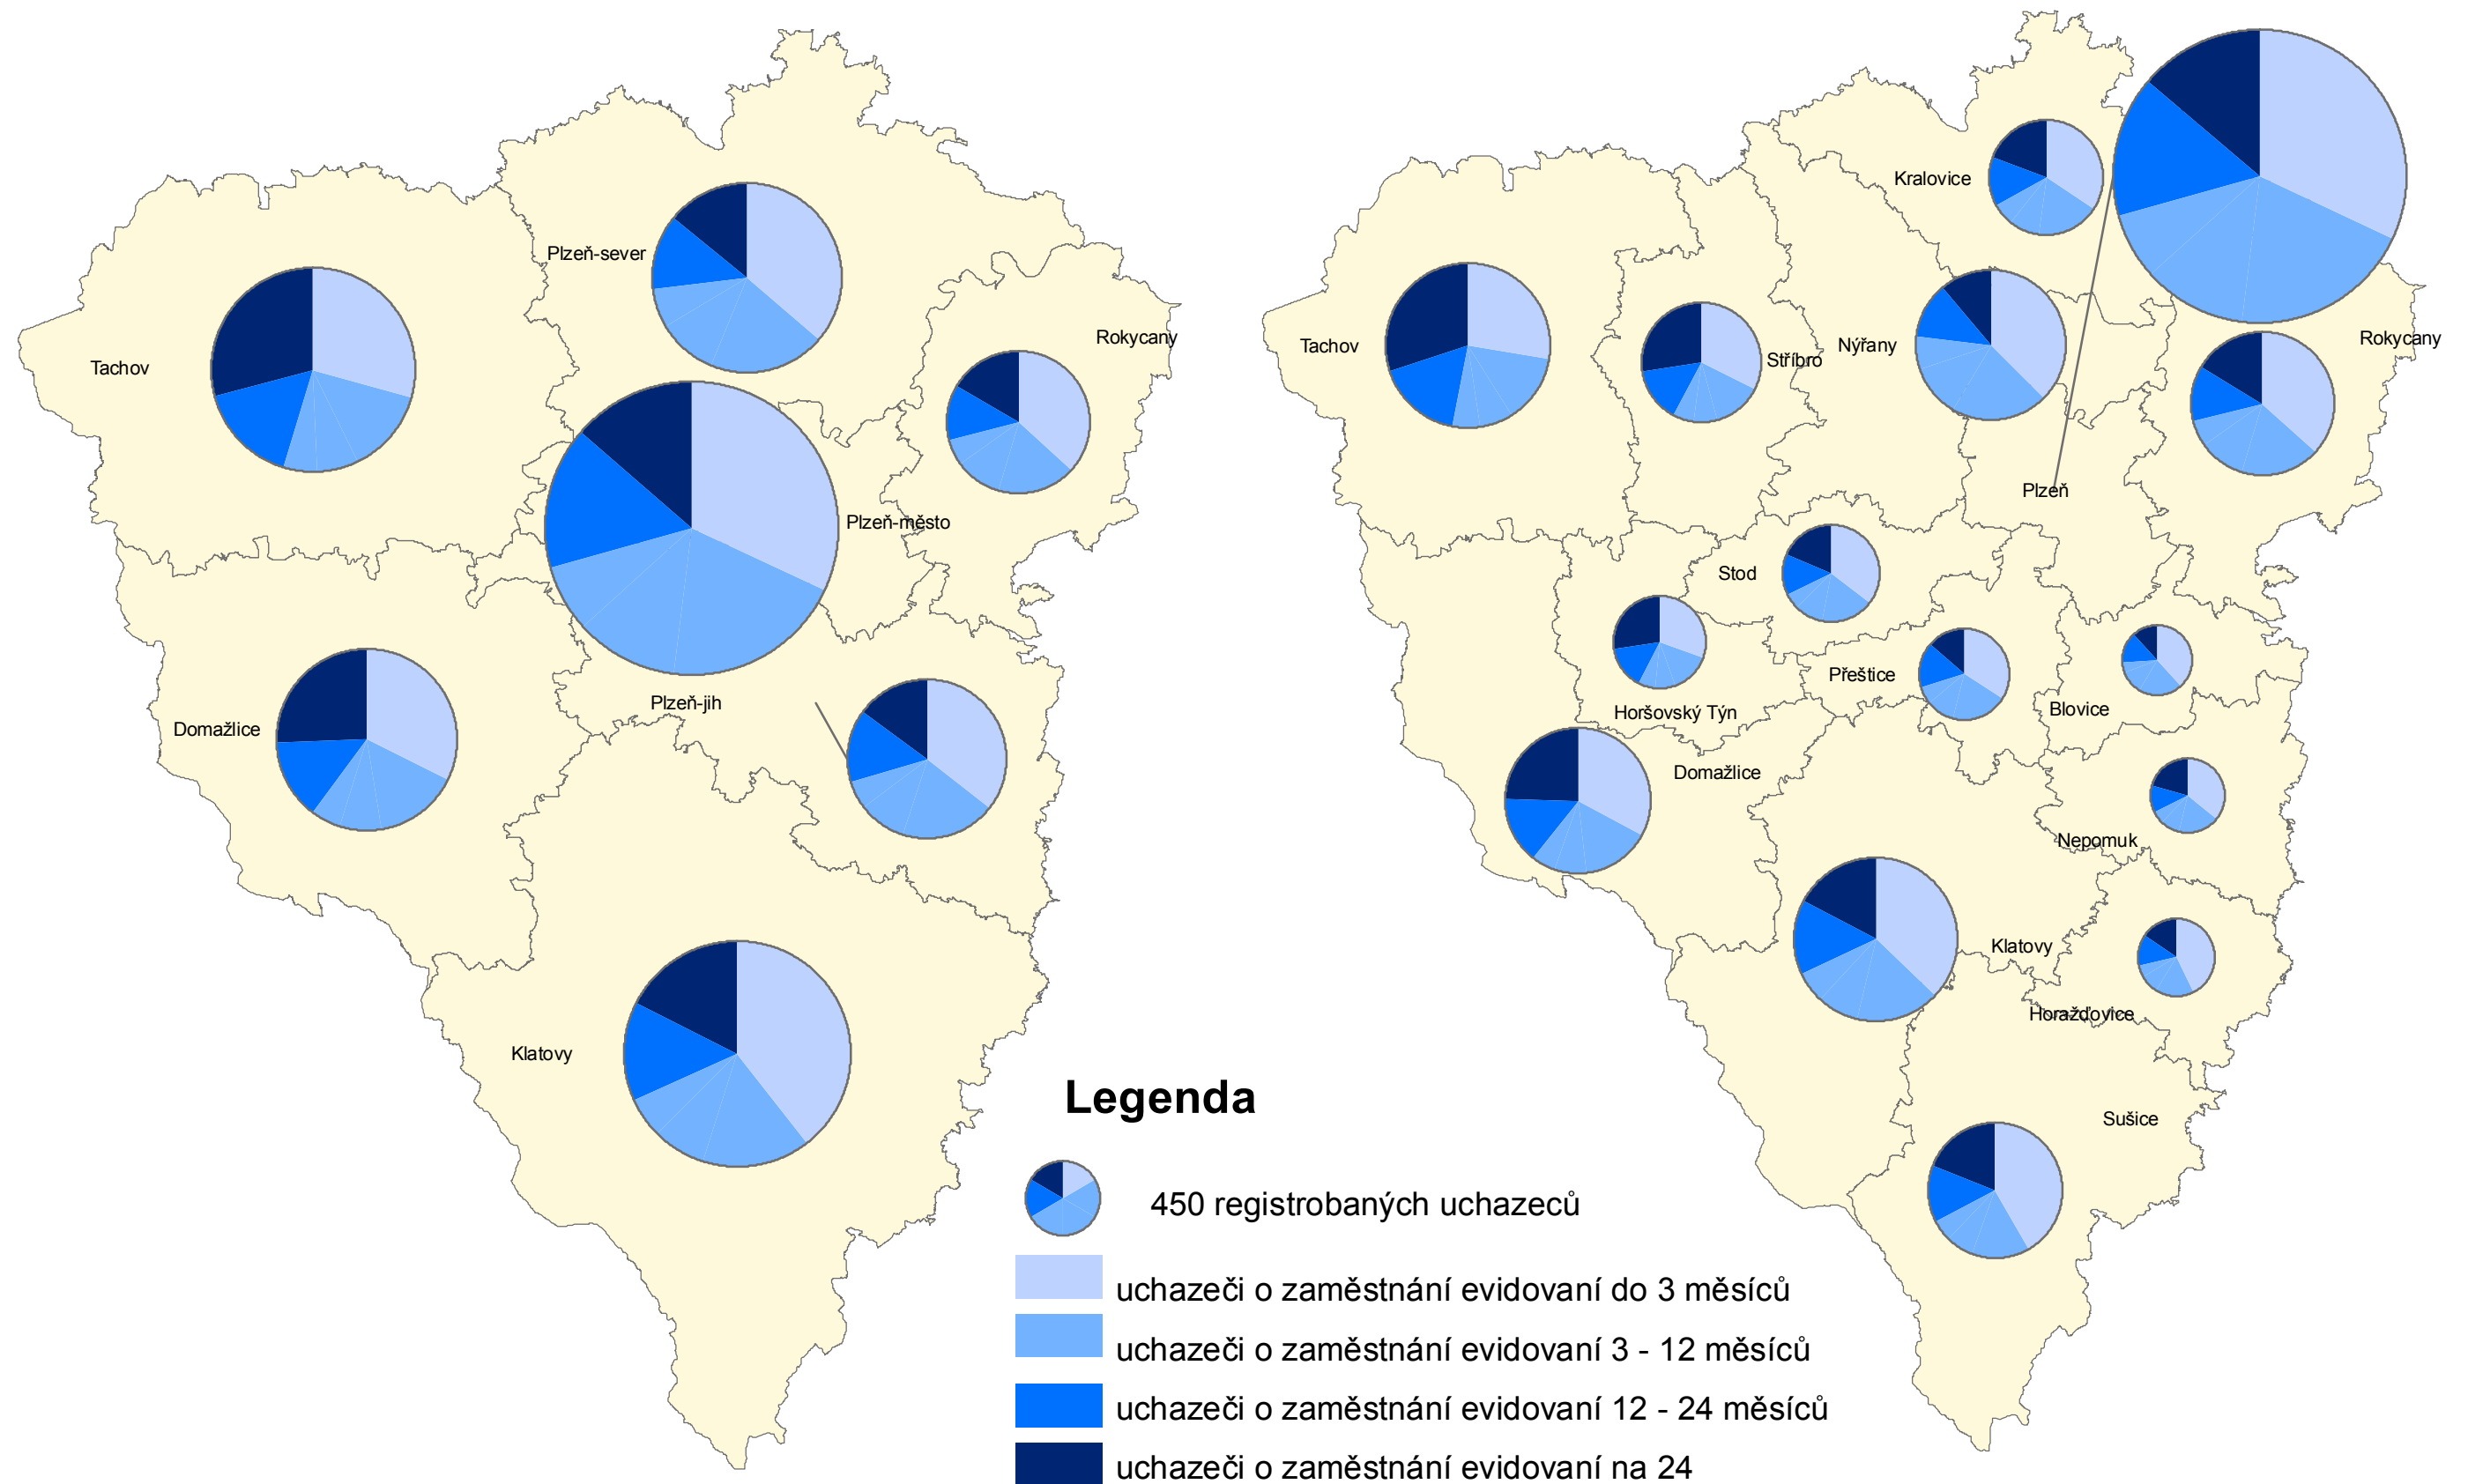 Plzeň-sever
Rokycany
Tachov
Plzeň-město
Plzeň-jih
Domažlice
Klatovy
Kralovice
Rokycany
Tachov
Stříbro
Nýřany
Plzeň
Stod
Přeštice
Blovice
Horšovský Týn
Domažlice
Nepomuk
Klatovy
Horažďovice
Sušice
Legenda
450 registrobaných uchazeců
uchazeči o zaměstnání evidovaní do 3 měsíců
uchazeči o zaměstnání evidovaní 3 - 12 měsíců
uchazeči o zaměstnání evidovaní 12 - 24 měsíců
uchazeči o zaměstnání evidovaní na 24